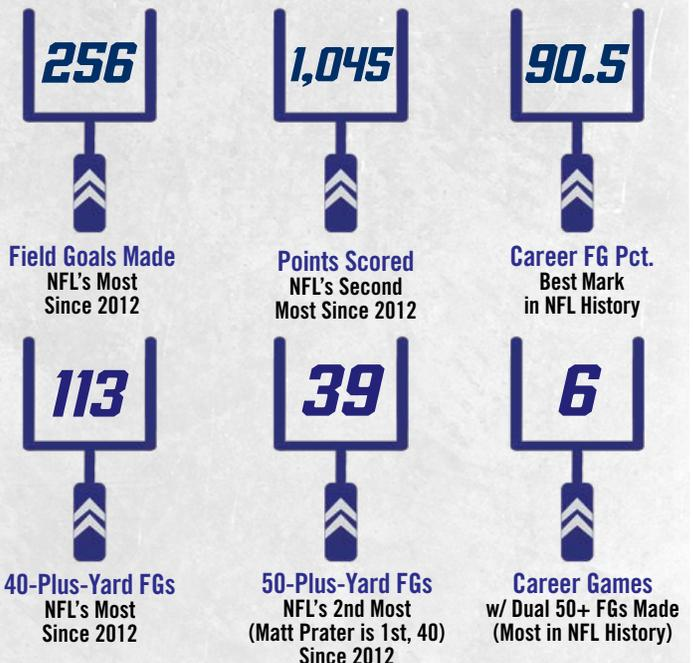 256
Field Goals Made
NFL's Most
Since 2012
1,045
Points Scored
NFL's Second
Most Since 2012
90.5
Career FG Pct.
Best Mark
in NFL History
113
40-Plus-Yard FGs
NFL's Most
Since 2012
39
50-Plus-Yard FGs
NFL's 2nd Most
(Matt Prater is 1st, 40)
Since 2012
6
Career Games
w/ Dual 50+ FGs Made
(Most in NFL History)